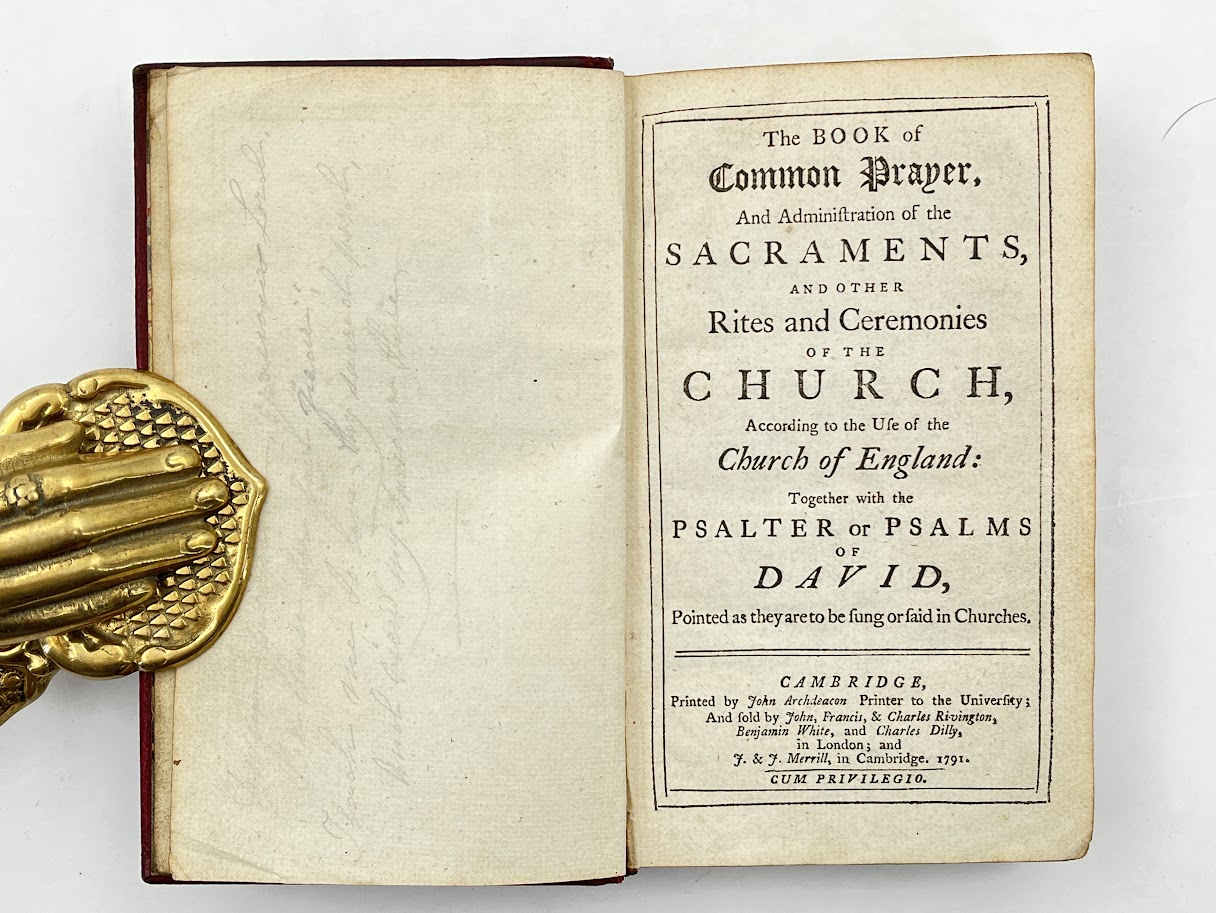 The BOOK of
Common Prayer,
And Adminiſtration of the
SACRAMENTS,
AND OTHER
Rites and Ceremonies
OF THE
CHURCH,
According to the Uſe of the
Church of England:
Together with the
PSALTER or PSALMS
OF
DAVID,
Pointed as they are to be ſung or ſaid in Churches.
CAMBRIDGE,
Printed by John Archdeacon Printer to the Univerſity;
And ſold by John, Francis, & Charles Rivington,
Benjamin White, and Charles Dilly,
in London; and
J. & J. Merrill, in Cambridge. 1791.
CUM PRIVILEGIO.